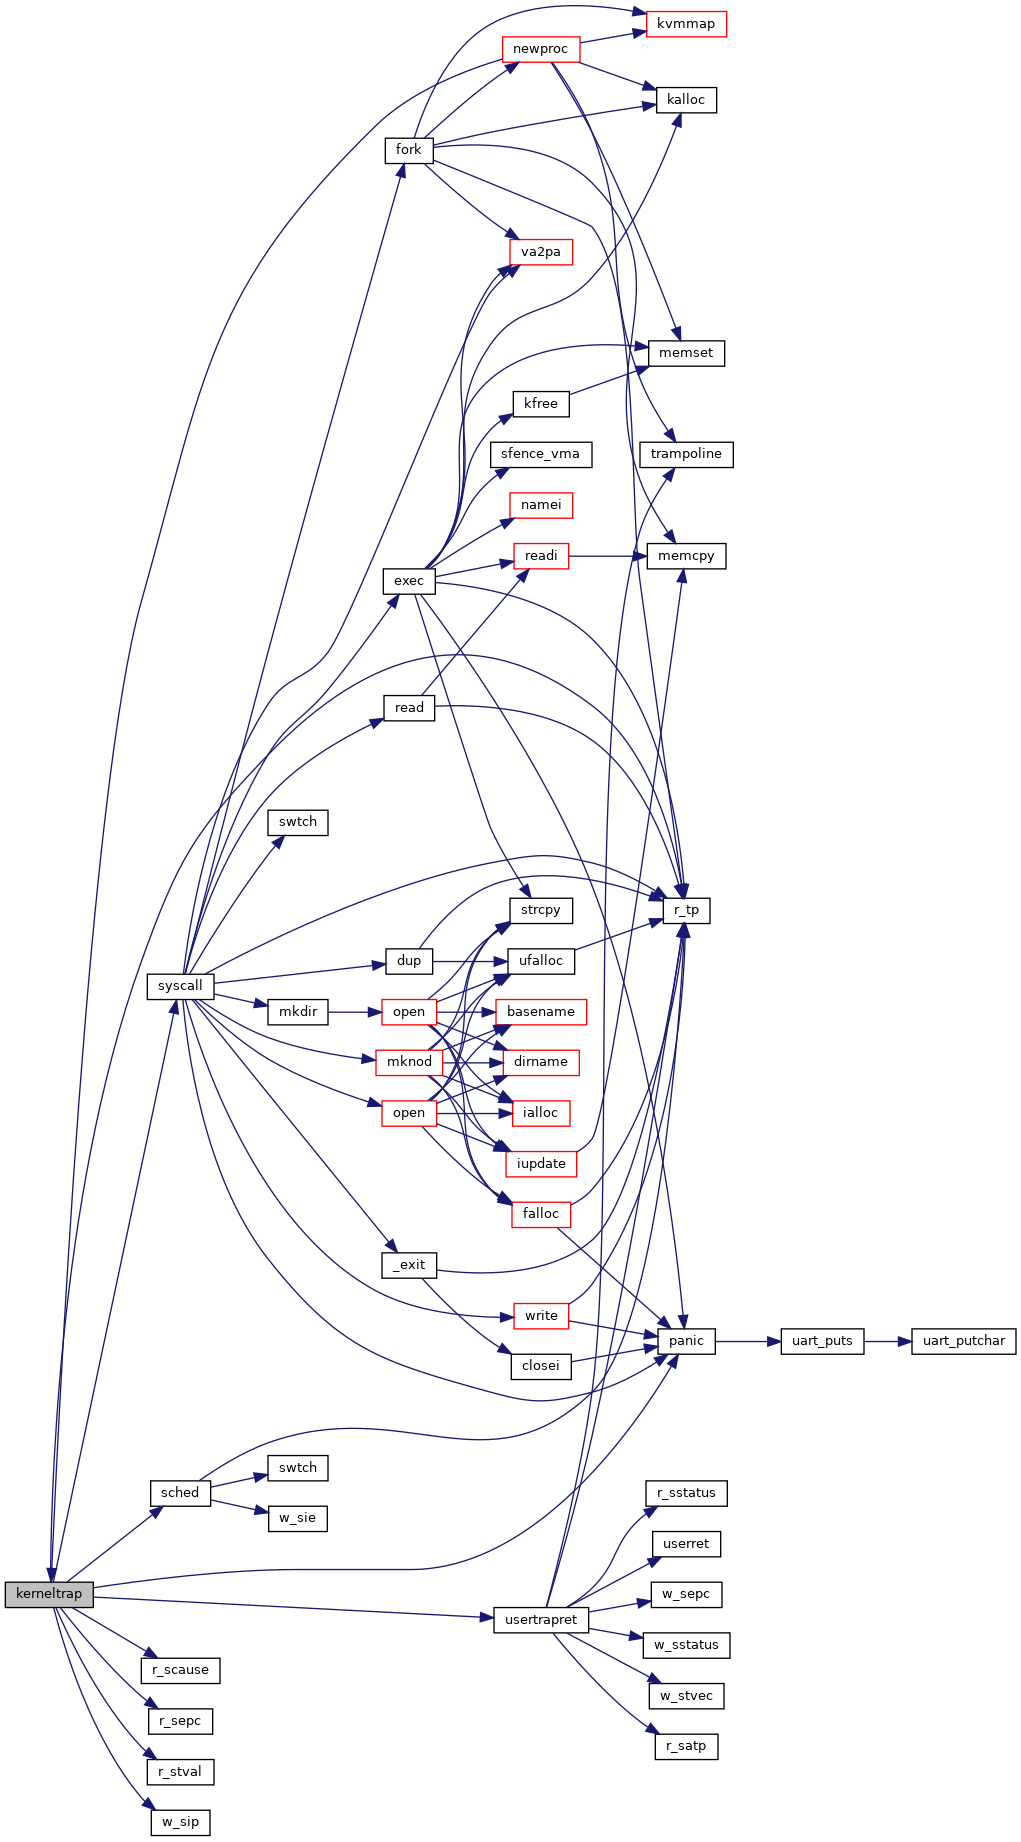 kvmmap
newproc
kalloc
fork
va2pa
memset
kfree
trampoline
sfence_vma
namei
memcpy
readi
exec
read
swtch
strcpy
r_tp
dup
ufalloc
syscall
mkdir
open
basename
mknod
dirname
open
ialloc
iupdate
falloc
_exit
write
panic
uart_puts
uart_putchar
closei
swtch
sched
r_sstatus
w_sie
userret
kerneltrap
w_sepc
usertrapret
w_sstatus
r_scause
w_stvec
r_sepc
r_satp
r_stval
w_sip